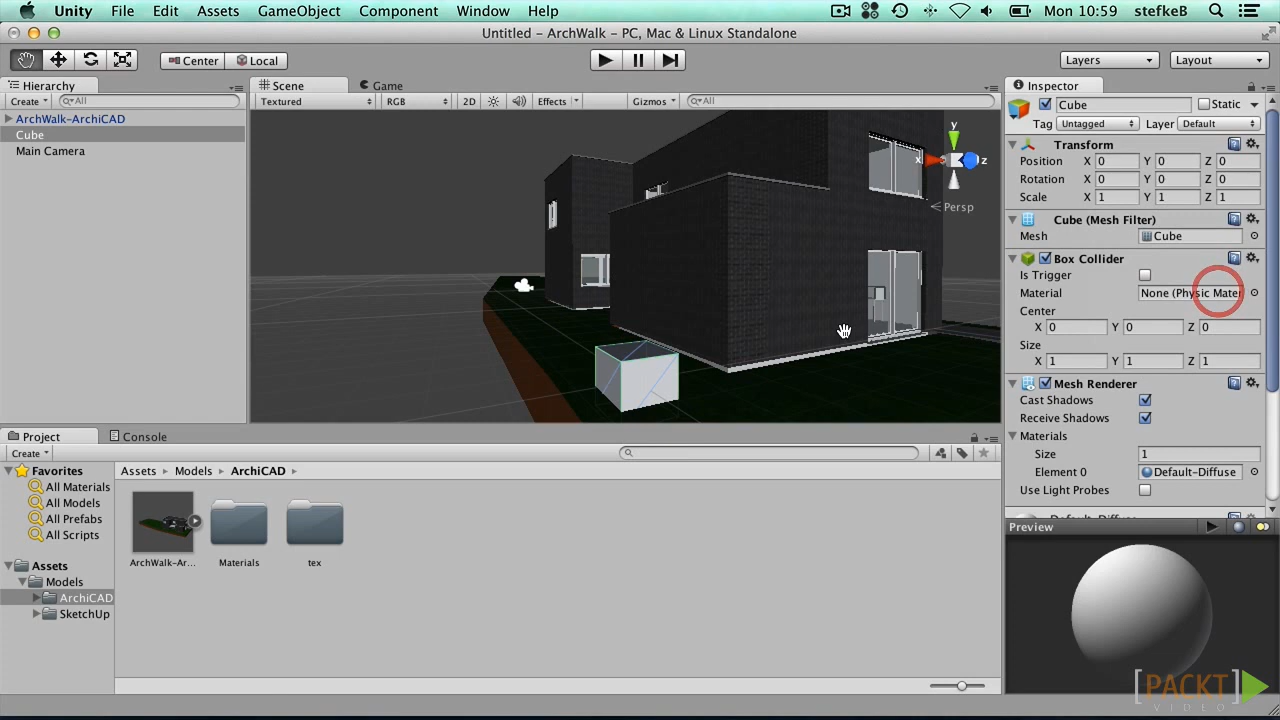 Unity File Edit Assets GameObject Component Window Help Mon 10:59 stefkeB
Untitled - ArchWalk - PC, Mac & Linux Standalone
Center Local Layers Layout
Hierarchy
Create All
ArchWalk-ArchiCAD
Cube
Main Camera
Scene Game
Textured RGB 2D Effects Gizmos All
y
x z
Persp
Inspector
Cube Static
Tag Untagged Layer Default
Transform
Position X 0 Y 0 Z 0
Rotation X 0 Y 0 Z 0
Scale X 1 Y 1 Z 1
Cube (Mesh Filter)
Mesh Cube
Box Collider
Is Trigger
Material None (Physic Mater
Center
X 0 Y 0 Z 0
Size
X 1 Y 1 Z 1
Mesh Renderer
Cast Shadows
Receive Shadows
Materials
Size 1
Element 0 Default-Diffuse
Use Light Probes
Default-Diffuse
Preview
Project Console
Create
Favorites
All Materials
All Models
All Prefabs
All Scripts
Assets
Models
ArchiCAD
SketchUp
Assets Models ArchiCAD
ArchWalk-Ar... Materials tex
[PACKT]
VIDEO